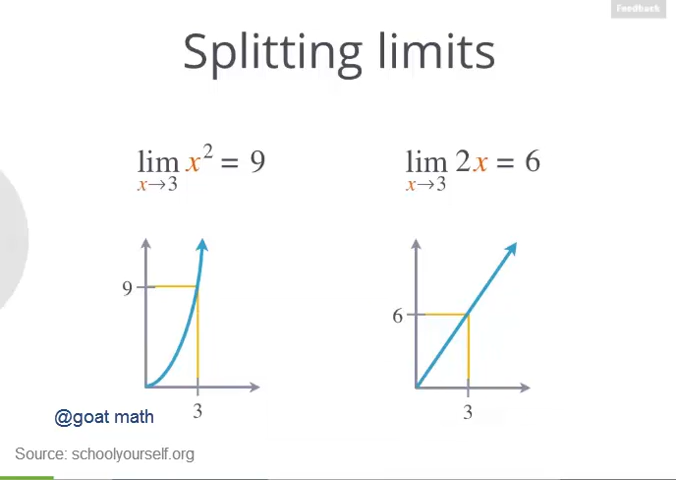 Feedback
Splitting limits
lim x² = 9
x→3
lim 2x = 6
x→3
9
3
6
3
@goat math
Source: schoolyourself.org